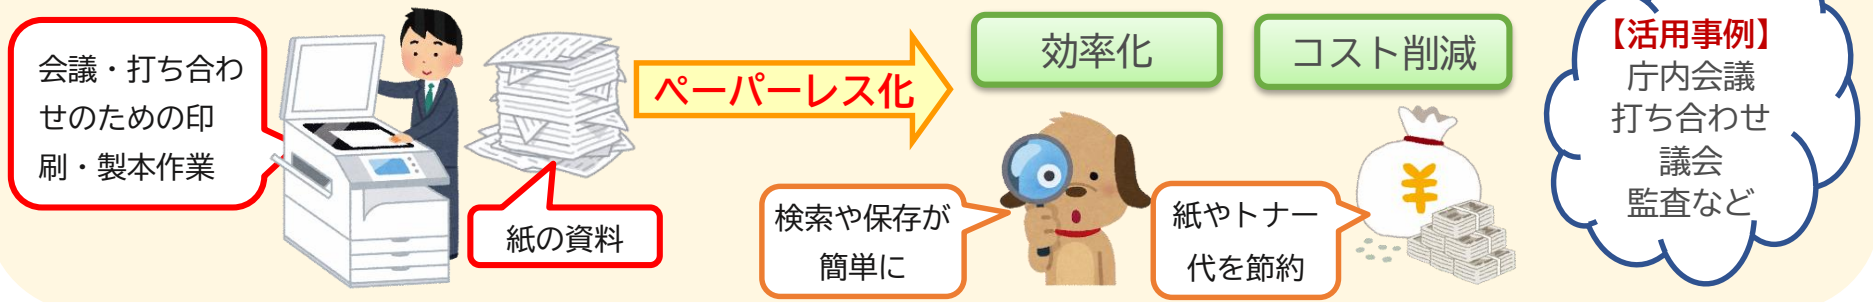 会議・打ち合わ
せのための印
刷・製本作業
紙の資料
ペーパーレス化
効率化
コスト削減
検索や保存が
簡単に
紙やトナー
代を節約
¥
【活用事例】
庁内会議
打ち合わせ
議会
監査など